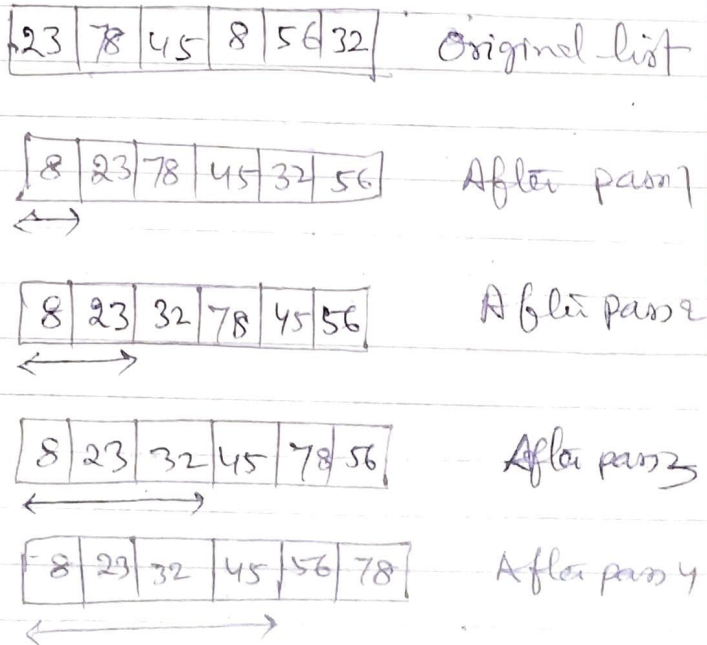 23 78 45 8 56 32 Original list
8 23 78 45 32 56 After pass 1
8 23 32 78 45 56 After pass 2
8 23 32 45 78 56 After pass 3
8 23 32 45 56 78 After pass 4